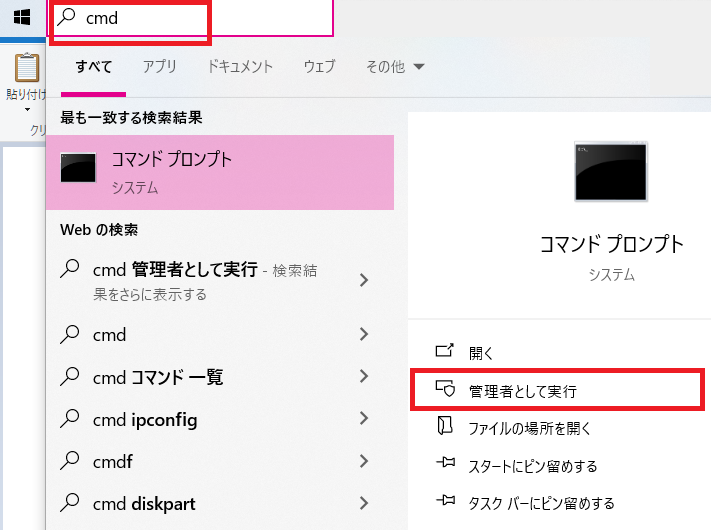 cmd
貼り付け
クリ
すべて アプリ ドキュメント ウェブ その他
最も一致する検索結果
コマンド プロンプト
システム
Web の検索
cmd 管理者として実行 - 検索結
果をさらに表示する
cmd
cmd コマンド 一覧
cmd ipconfig
cmdf
cmd diskpart
コマンド プロンプト
システム
開く
管理者として実行
ファイルの場所を開く
スタートにピン留めする
タスク バーにピン留めする